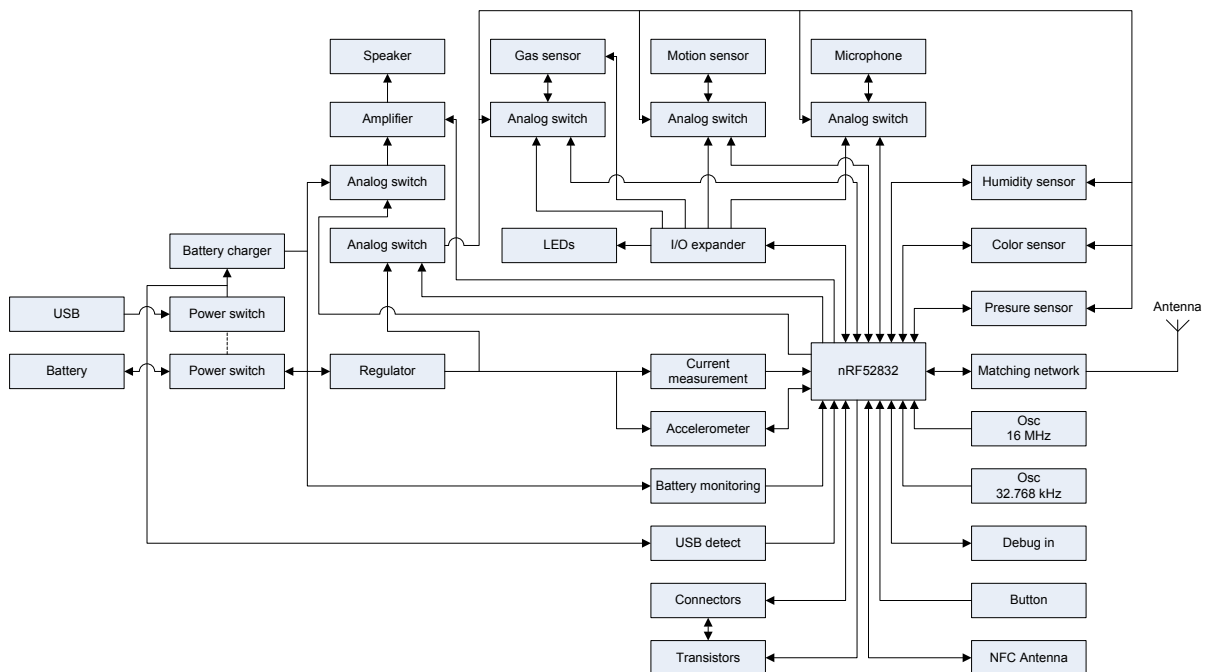 Speaker
Gas sensor
Motion sensor
Microphone
Amplifier
Analog switch
Analog switch
Analog switch
Analog switch
Humidity sensor
Analog switch
LEDs
I/O expander
Color sensor
Battery charger
USB
Power switch
Presure sensor
Antenna
Battery
Power switch
Regulator
Current
measurement
nRF52832
Matching network
Accelerometer
Osc
16 MHz
Battery monitoring
Osc
32.768 kHz
USB detect
Debug in
Connectors
Button
Transistors
NFC Antenna